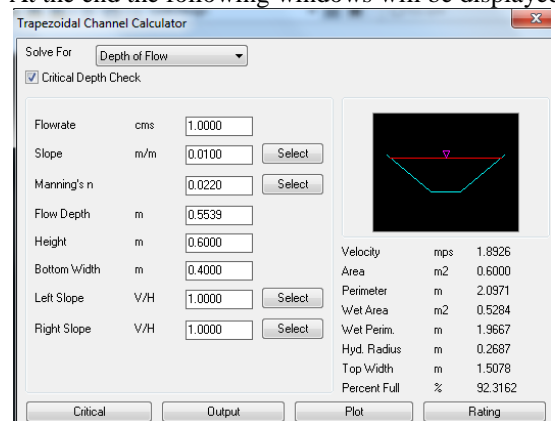 At the end the following windows will be displayed
Trapezoidal Channel Calculator
Solve For Depth of Flow
Critical Depth Check
Flowrate cms 1.0000
Slope m/m 0.0100 Select
Manning's n 0.0220 Select
Flow Depth m 0.5539
Height m 0.6000
Bottom Width m 0.4000
Left Slope V/H 1.0000 Select
Right Slope V/H 1.0000 Select
Velocity mps 1.8926
Area m2 0.6000
Perimeter m 2.0971
Wet Area m2 0.5284
Wet Perim. m 1.9667
Hyd. Radius m 0.2687
Top Width m 1.5078
Percent Full % 92.3162
Critical Output Plot Rating